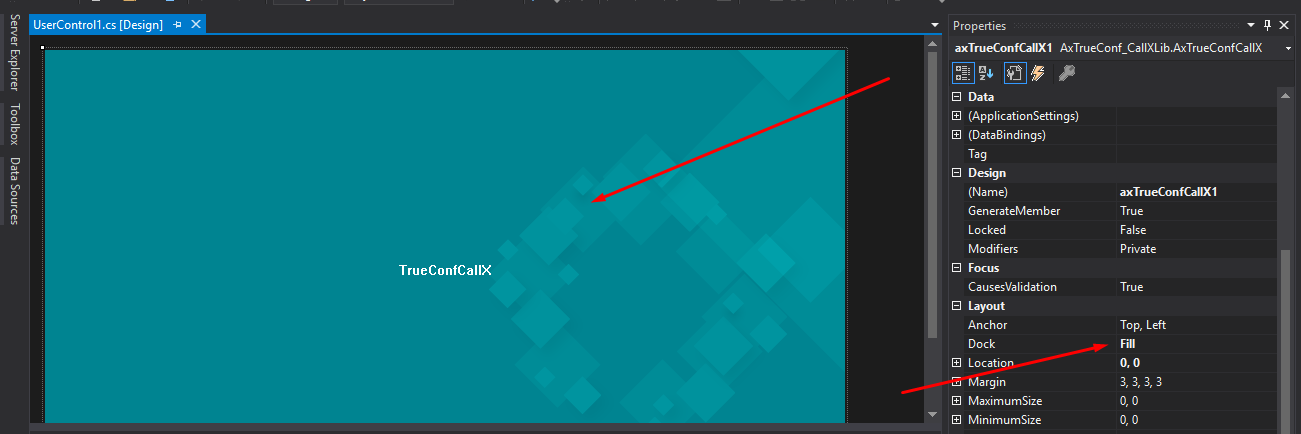 Server Explorer
Toolbox
Data Sources
UserControl1.cs [Design]
TrueConfCallX
Properties
axTrueConfCallX1 AxTrueConf_CallXLib.AxTrueConfCallX
Data
(ApplicationSettings)
(DataBindings)
Tag
Design
(Name) axTrueConfCallX1
GenerateMember True
Locked False
Modifiers Private
Focus
CausesValidation True
Layout
Anchor Top, Left
Dock Fill
Location 0, 0
Margin 3, 3, 3, 3
MaximumSize 0, 0
MinimumSize 0, 0